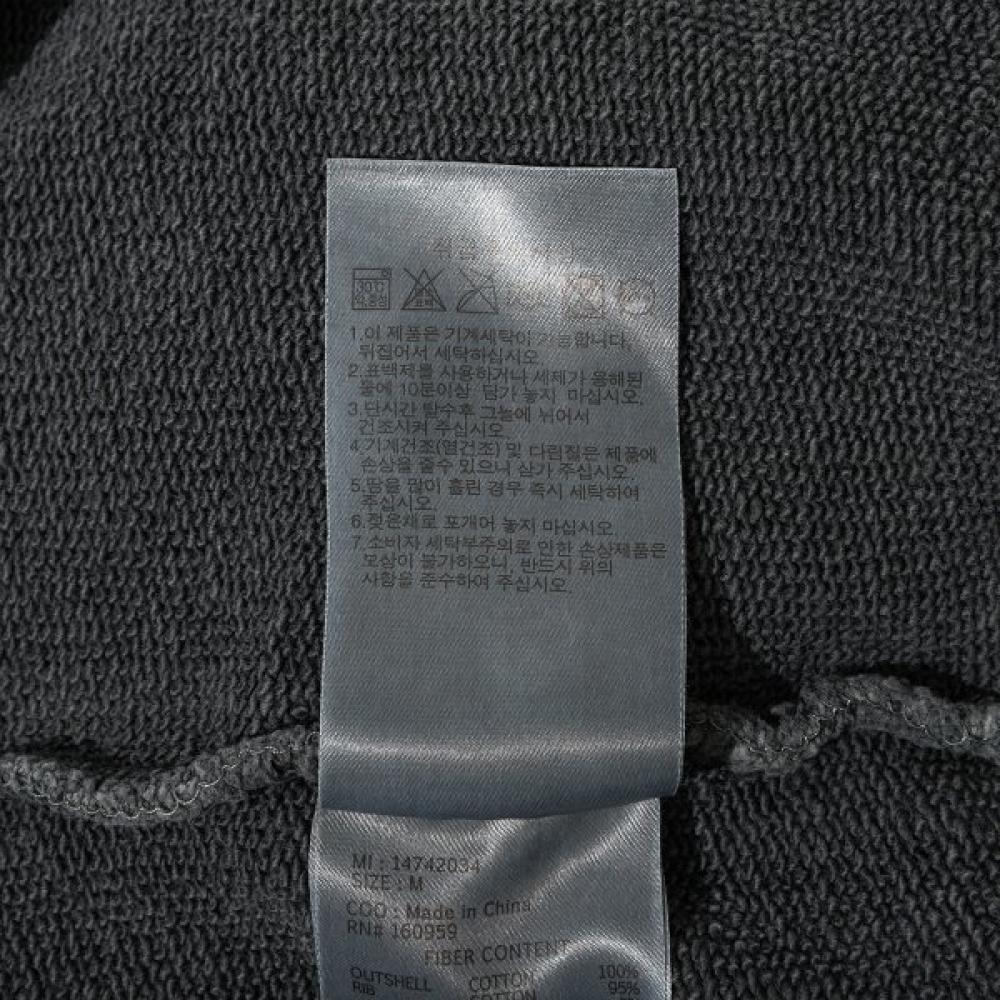 취급
30℃
약 중성
1.이 제품은 기계세탁이 가능합니다.
뒤집어서 세탁하십시오.
2.표백제를 사용하거나 세제가 용해된
물에 10분이상 담가 놓지 마십시오.
3.단시간 탈수후 그늘에 뉘어서
건조시켜 주십시오.
4.기계건조(열건조) 및 다림질은 제품에
손상을 줄수 있으니 삼가 주십시오.
5.땀을 많이 흘린 경우 즉시 세탁하여
주십시오.
6.젖은채로 포개어 놓지 마십시오.
7.소비자 세탁부주의로 인한 손상제품은
보상이 불가하오니, 반드시 위의
사항을 준수하여 주십시오.
MI : 14742034
SIZE : M
COO : Made in China
RN# 160959
FIBER CONTENT
OUTSHELL COTTON 100%
RIB COTTON 95%